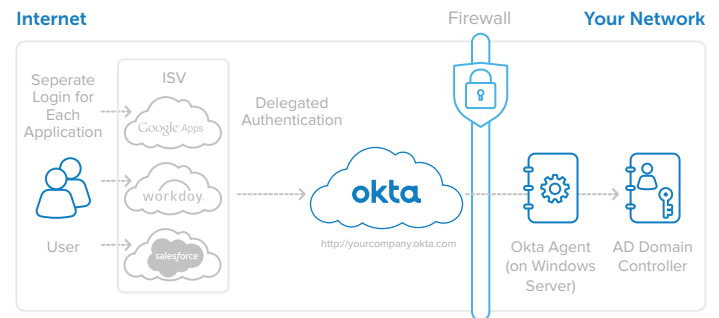 Internet
Firewall
Your Network
Seperate
Login for
Each
Application
ISV
Google Apps
Delegated
Authentication
workday.
okta
salesforce
http://yourcompany.okta.com
User
Okta Agent
(on Windows
Server)
AD Domain
Controller